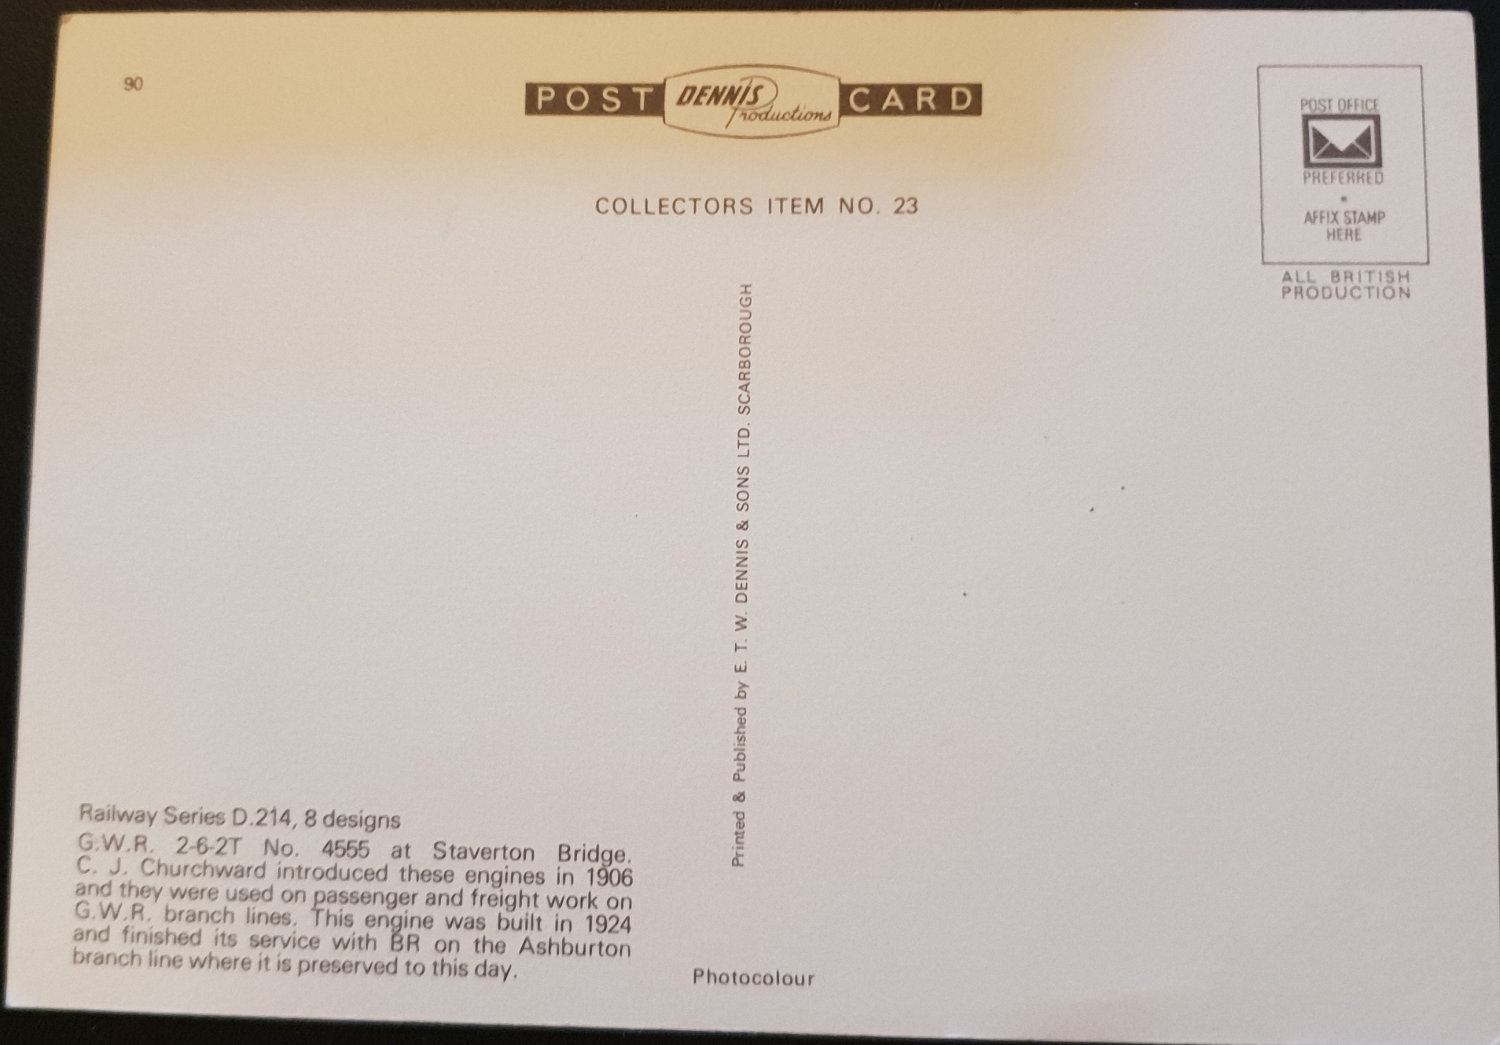 90
POST DENNIS Productions CARD
COLLECTORS ITEM NO. 23
POST OFFICE
PREFERRED
AFFIX STAMP
HERE
ALL BRITISH
PRODUCTION
Printed & Published by E. T. W. DENNIS & SONS LTD. SCARBOROUGH
Railway Series D.214, 8 designs
G.W.R. 2-6-2T No. 4555 at Staverton Bridge.
C. J. Churchward introduced these engines in 1906
and they were used on passenger and freight work on
G.W.R. branch lines. This engine was built in 1924
and finished its service with BR on the Ashburton
branch line where it is preserved to this day.
Photocolour